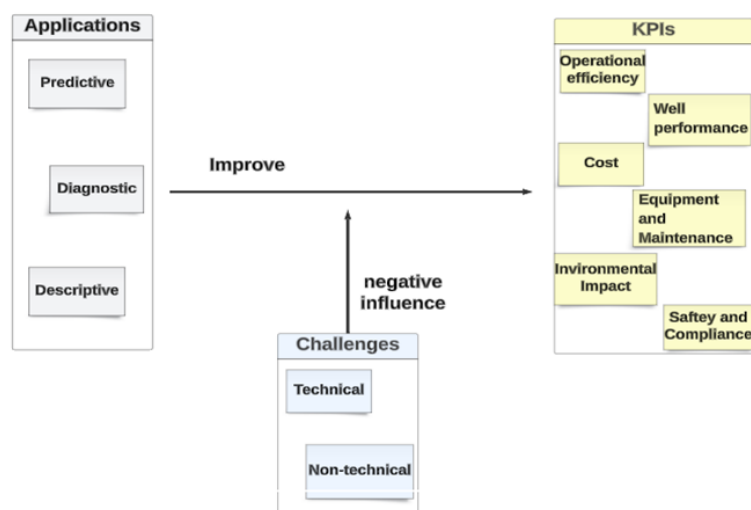 Applications
Predictive
Diagnostic
Descriptive
Improve
negative
influence
Challenges
Technical
Non-technical
KPIs
Operational
efficiency
Well
performance
Cost
Equipment
and
Maintenance
Invironmental
Impact
Saftey and
Compliance